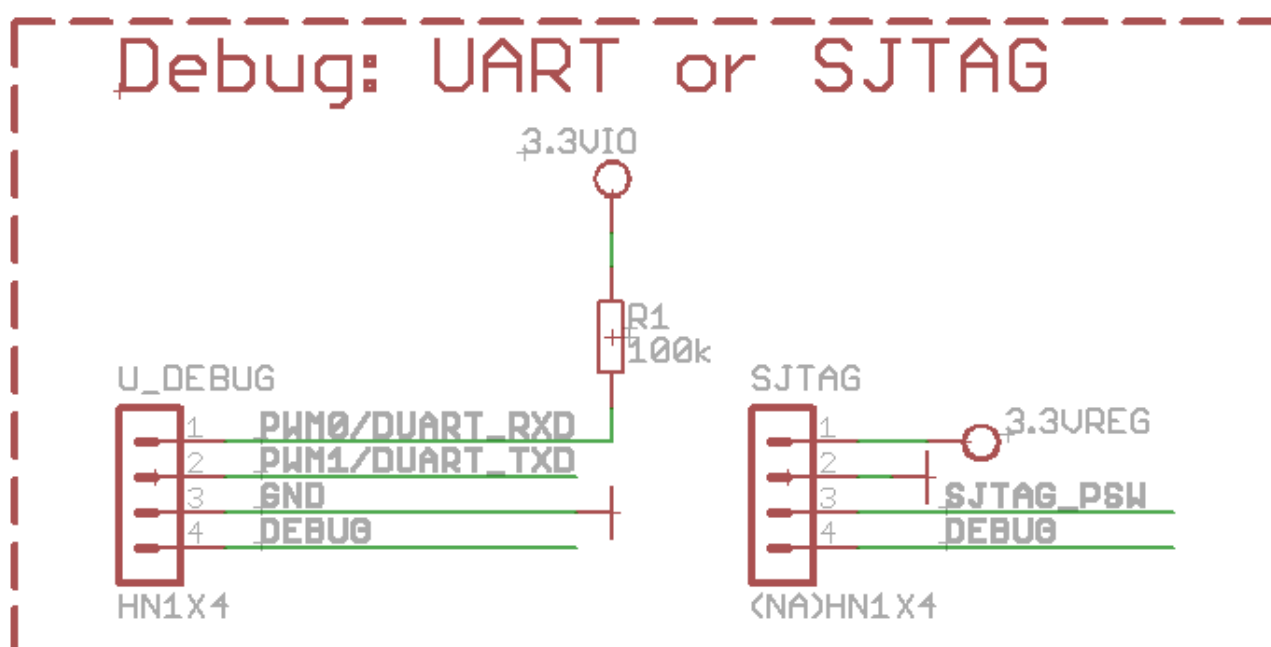 Debug: UART or SJTAG
3.3VIO
R1
100k
U_DEBUG
1 PWM0/DUART_RXD
2 PWM1/DUART_TXD
3 GND
4 DEBUG
HN1X4
SJTAG
1 3.3VREG
2
3 SJTAG_PSW
4 DEBUG
(NA)HN1X4